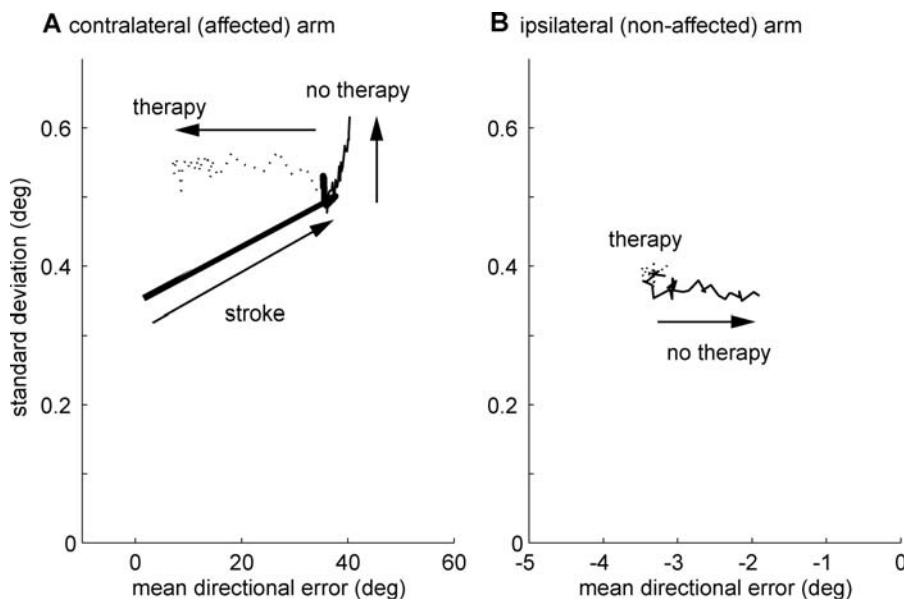 A contralateral (affected) arm
B ipsilateral (non-affected) arm
standard deviation (deg)
0.6
0.4
0.2
0
therapy
no therapy
stroke
0
20
40
60
mean directional error (deg)
0.6
0.4
0.2
0
therapy
no therapy
-5
-4
-3
-2
-1
0
mean directional error (deg)